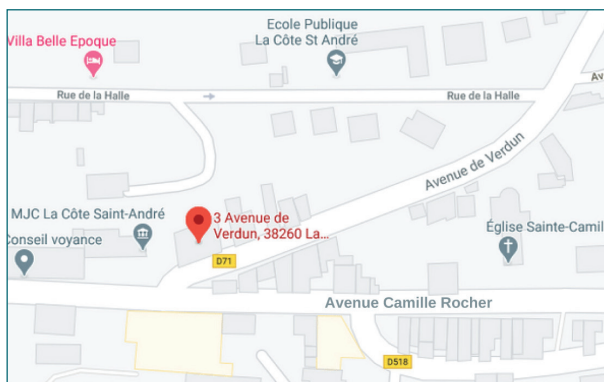 Ecole Publique
La Côte St André
Villa Belle Epoque
Rue de la Halle
Rue de la Halle
Av
Avenue de Verdun
MJC La Côte Saint-André
3 Avenue de
Verdun, 38260 La...
Conseil voyance
D71
Église Sainte-Camil
Avenue Camille Rocher
D518